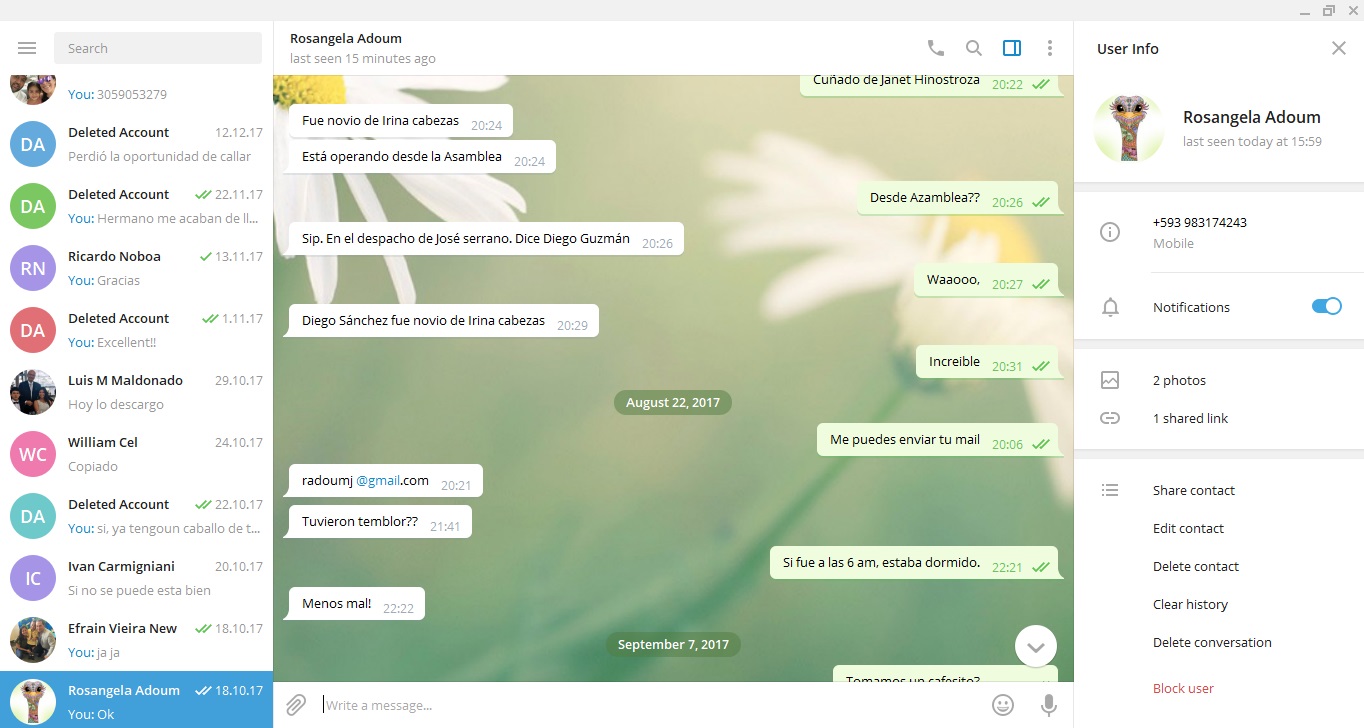 Search
You: 3059053279
Deleted Account 12.12.17
Perdió la oportunidad de callar
Deleted Account 22.11.17
You: Hermano me acaban de ll...
Ricardo Noboa 13.11.17
You: Gracias
Deleted Account 1.11.17
You: Excellent!!
Luis M Maldonado 29.10.17
Hoy lo descargo
William Cel 24.10.17
Copiado
Deleted Account 22.10.17
You: si, ya tengoun caballo de t...
Ivan Carmigniani 20.10.17
Si no se puede esta bien
Efrain Vieira New 18.10.17
You: ja ja
Rosangela Adoum 18.10.17
You: Ok
DA
DA
RN
DA
WC
DA
IC
Rosangela Adoum
last seen 15 minutes ago
Cuñado de Janet Hinostroza 20:22
Fue novio de Irina cabezas 20:24
Está operando desde la Asamblea 20:24
Desde Azamblea?? 20:26
Sip. En el despacho de José serrano. Dice Diego Guzmán 20:26
Waaooo, 20:27
Diego Sánchez fue novio de Irina cabezas 20:29
Increible 20:31
August 22, 2017
Me puedes enviar tu mail 20:06
radoumj @gmail.com 20:21
Tuvieron temblor?? 21:41
Si fue a las 6 am, estaba dormido. 22:21
Menos mal! 22:22
September 7, 2017
Tomamos un cafesito?
Write a message...
User Info
Rosangela Adoum
last seen today at 15:59
+593 983174243
Mobile
Notifications
2 photos
1 shared link
Share contact
Edit contact
Delete contact
Clear history
Delete conversation
Block user